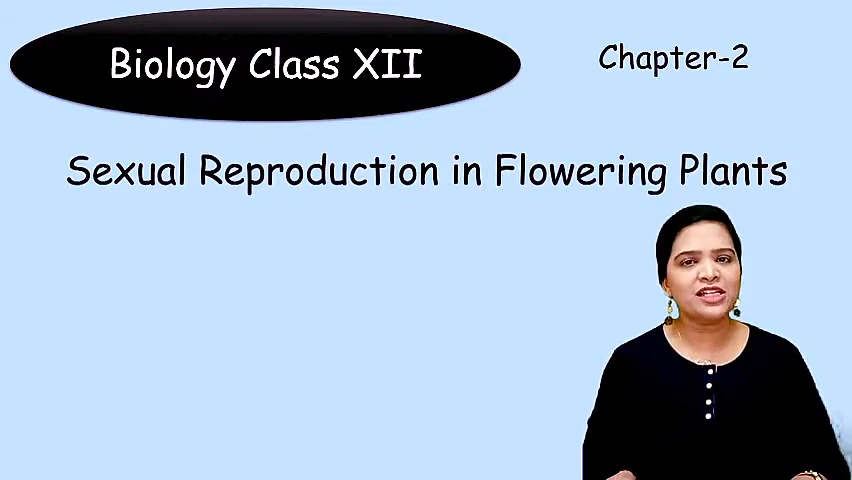 Biology Class XII
Chapter-2
Sexual Reproduction in Flowering Plants